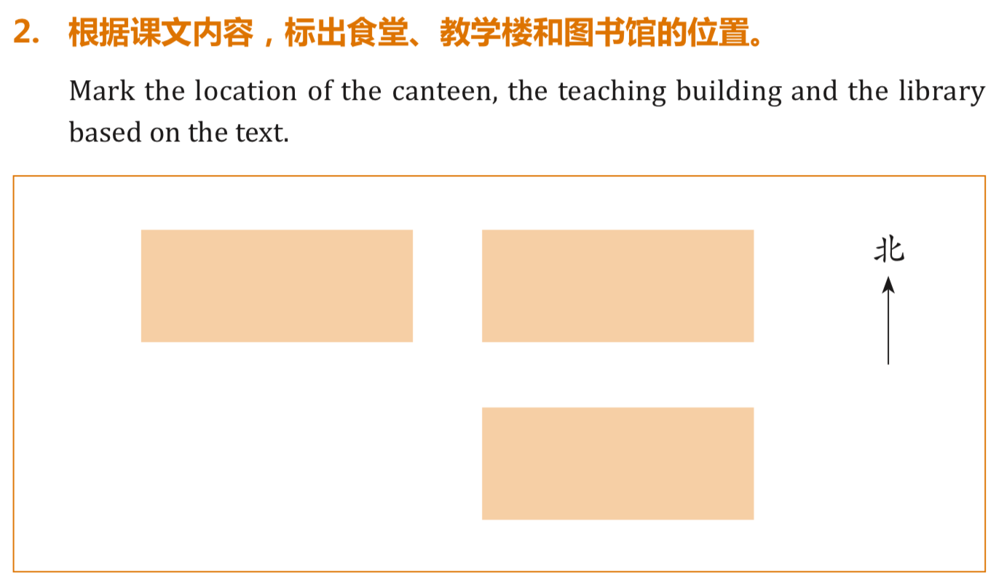 2. 根据课文内容，标出食堂、教学楼和图书馆的位置。
Mark the location of the canteen, the teaching building and the library
based on the text.
北